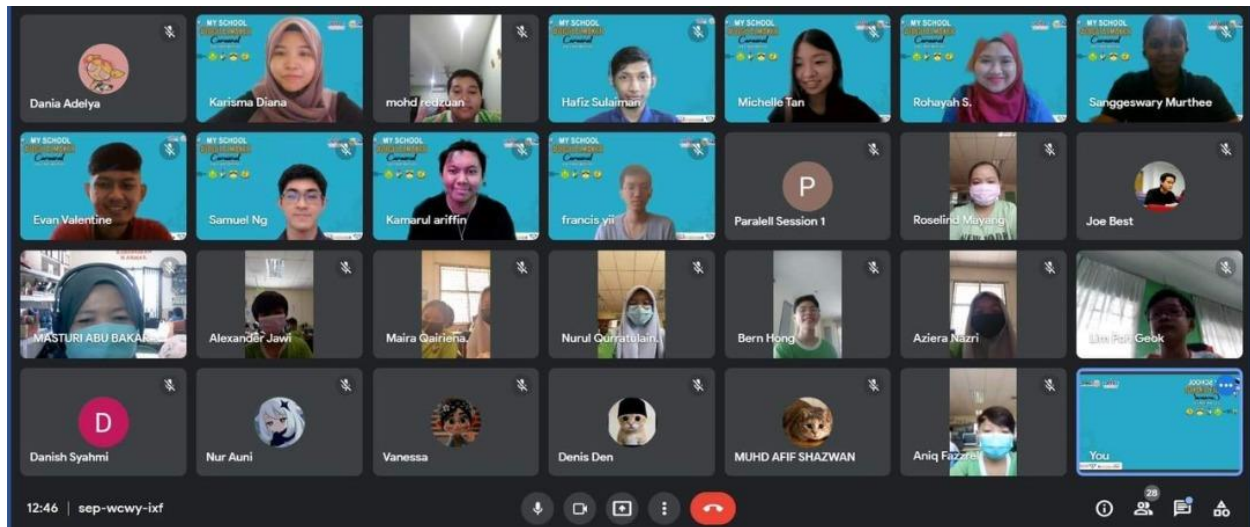 Dania Adelya
MY SCHOOL
Carnival
Karisma Diana
mohd redzuan
MY SCHOOL
Carnival
Hafiz Sulaiman
MY SCHOOL
Carnival
Michelle Tan
MY SCHOOL
Carnival
Rohayah S.
MY SCHOOL
Carnival
Sanggeswary Murthee
MY SCHOOL
Carnival
Evan Valentine
MY SCHOOL
Carnival
Samuel Ng
MY SCHOOL
Carnival
Kamarul ariffin
MY SCHOOL
Carnival
francis yii
P
Paralell Session 1
Roselind Mayang
Joe Best
MASTURI ABU BAKAR
Alexander Jawi
Maira Qairiena.
Nurul Qurratulain.
Bern Hong
Aziera Nazri
Lim Poh Geok
D
Danish Syahmi
Nur Auni
Vanessa
Denis Den
MUHD AFIF SHAZWAN
Aniq Fazzre
You
12:46 | sep-wcwy-ixf
28